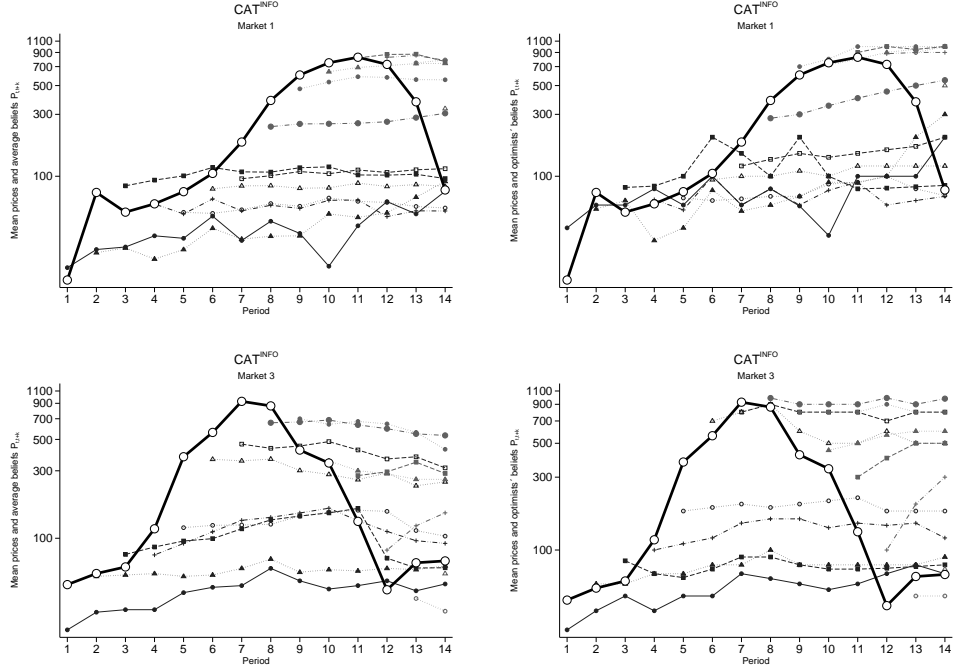 CAT^INFO
Market 1
1100
900
700
500
300
100
Mean prices and average beliefs P_t,t+k
1 2 3 4 5 6 7 8 9 10 11 12 13 14
Period
CAT^INFO
Market 1
1100
900
700
500
300
100
Mean prices and optimists´ beliefs P_t,t+k
1 2 3 4 5 6 7 8 9 10 11 12 13 14
Period
CAT^INFO
Market 3
1100
900
700
500
300
100
Mean prices and average beliefs P_t,t+k
1 2 3 4 5 6 7 8 9 10 11 12 13 14
Period
CAT^INFO
Market 3
1100
900
700
500
300
100
Mean prices and optimists´ beliefs P_t,t+k
1 2 3 4 5 6 7 8 9 10 11 12 13 14
Period